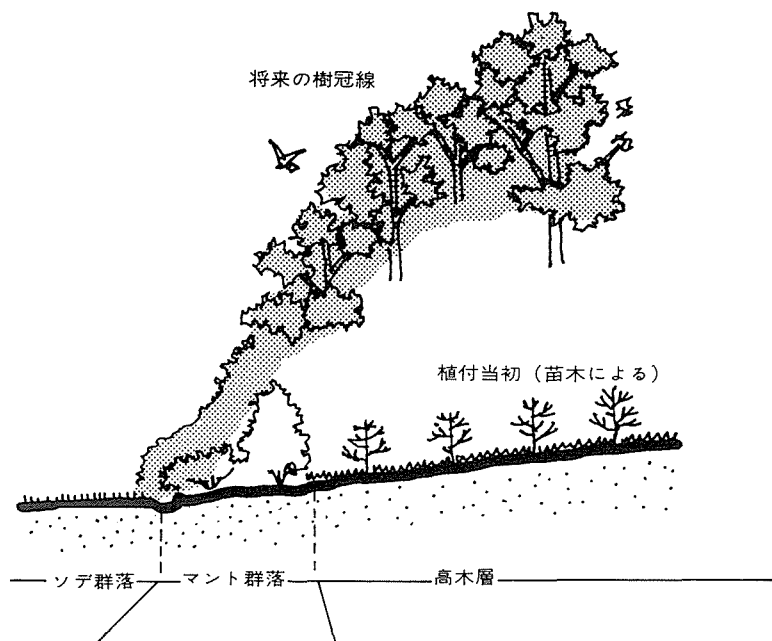 将来の樹冠線
植付当初（苗木による）
ソデ群落
マント群落
高木層